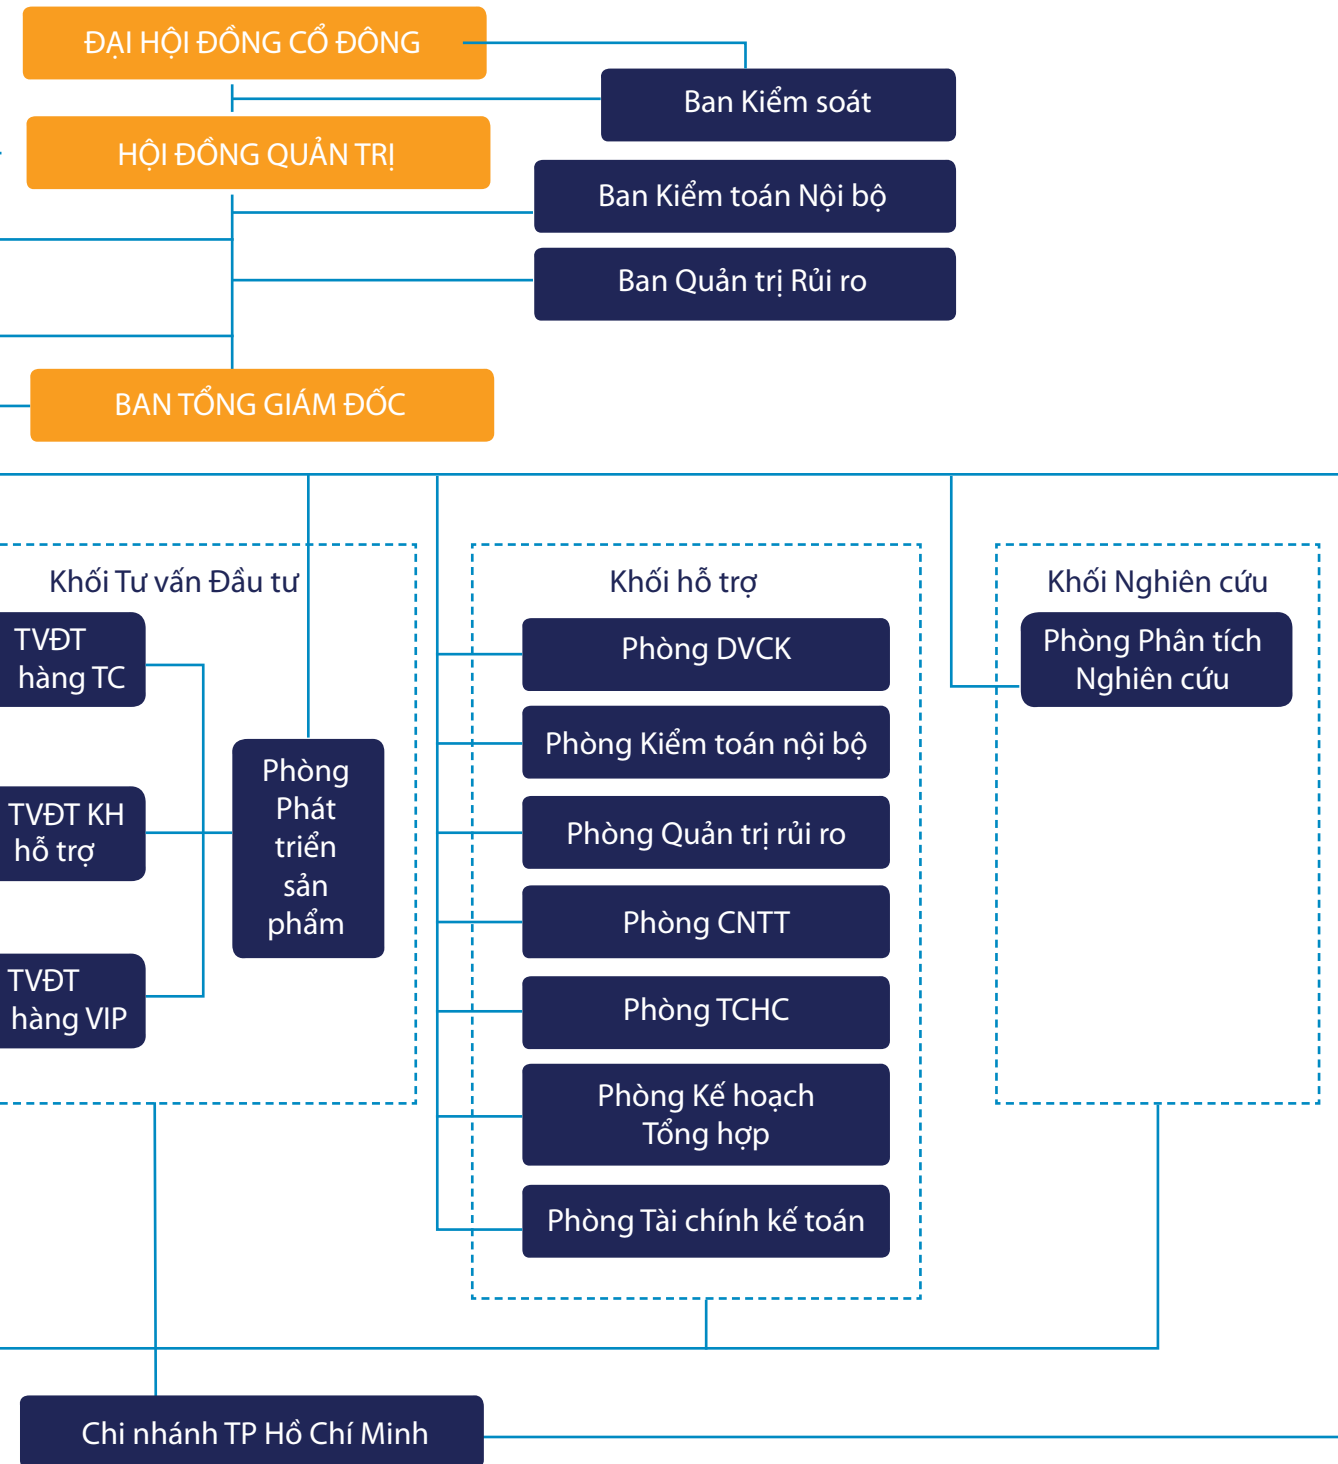 ĐẠI HỘI ĐỒNG CỔ ĐÔNG
Ban Kiểm soát
HỘI ĐỒNG QUẢN TRỊ
Ban Kiểm toán Nội bộ
Ban Quản trị Rủi ro
BAN TỔNG GIÁM ĐỐC
Khối Tư vấn Đầu tư
TVĐT
hàng TC
TVĐT KH
hỗ trợ
TVĐT
hàng VIP
Phòng
Phát
triển
sản
phẩm
Khối hỗ trợ
Phòng DVCK
Phòng Kiểm toán nội bộ
Phòng Quản trị rủi ro
Phòng CNTT
Phòng TCHC
Phòng Kế hoạch
Tổng hợp
Phòng Tài chính kế toán
Khối Nghiên cứu
Phòng Phân tích
Nghiên cứu
Chi nhánh TP Hồ Chí Minh